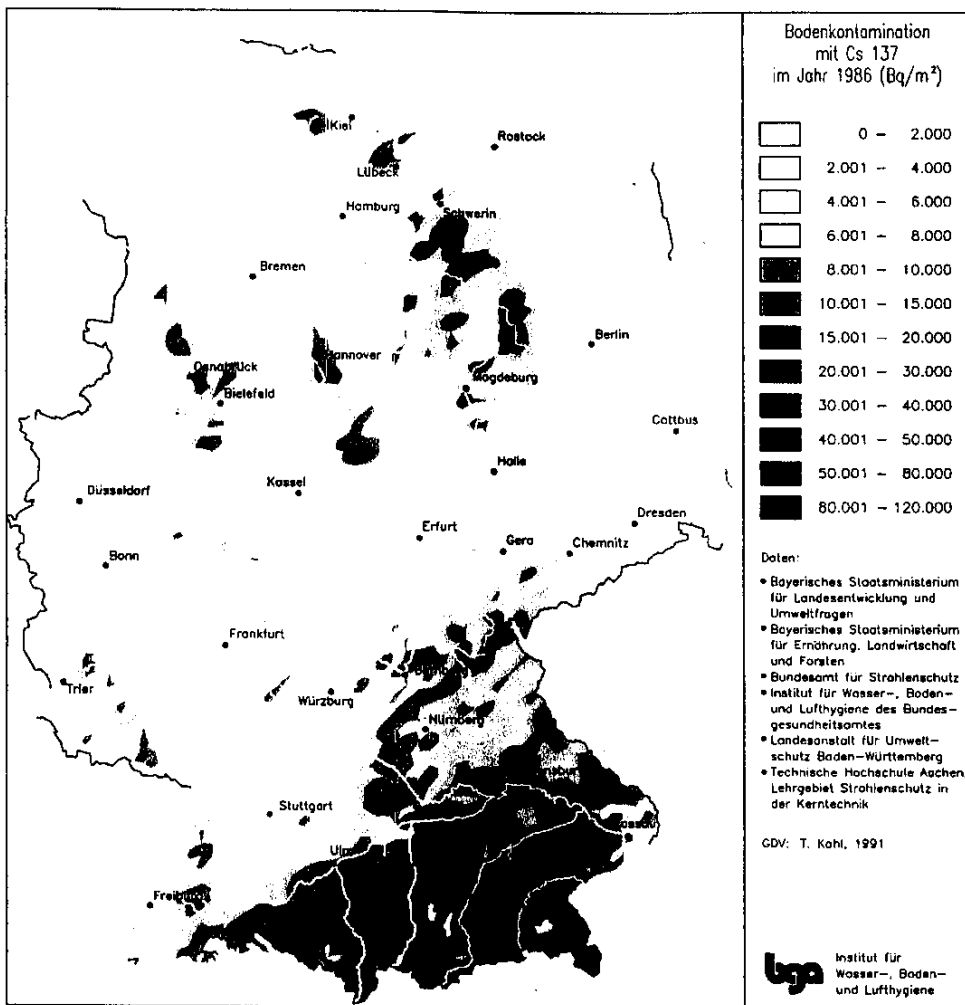 Bodenkontamination
mit Cs 137
im Jahr 1986 (Bq/m²)
0 – 2.000
2.001 – 4.000
4.001 – 6.000
6.001 – 8.000
8.001 – 10.000
10.001 – 15.000
15.001 – 20.000
20.001 – 30.000
30.001 – 40.000
40.001 – 50.000
50.001 – 80.000
80.001 – 120.000
Daten:
• Bayerisches Staatsministerium
für Landesentwicklung und
Umweltfragen
• Bayerisches Staatsministerium
für Ernährung, Landwirtschaft
und Forsten
• Bundesamt für Strahlenschutz
• Institut für Wasser–, Boden–
und Lufthygiene des Bundes–
gesundheitsamtes
• Landesanstalt für Umwelt–
schutz Baden–Württemberg
• Technische Hochschule Aachen,
Lehrgebiet Strahlenschutz in
der Kerntechnik
GDV: T. Kahl, 1991
bga
Institut für
Wasser–, Boden–
und Lufthygiene
Kiel
Rostock
Lübeck
Hamburg
Schwerin
Bremen
Berlin
Hannover
Osnabrück
Magdeburg
Bielefeld
Cottbus
Halle
Kassel
Düsseldorf
Dresden
Erfurt
Gera
Chemnitz
Bonn
Frankfurt
Trier
Würzburg
Nürnberg
Stuttgart
Ulm
Freiburg